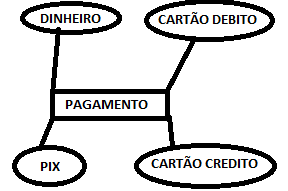 DINHEIRO
CARTÃO DEBITO
PAGAMENTO
PIX
CARTÃO CREDITO